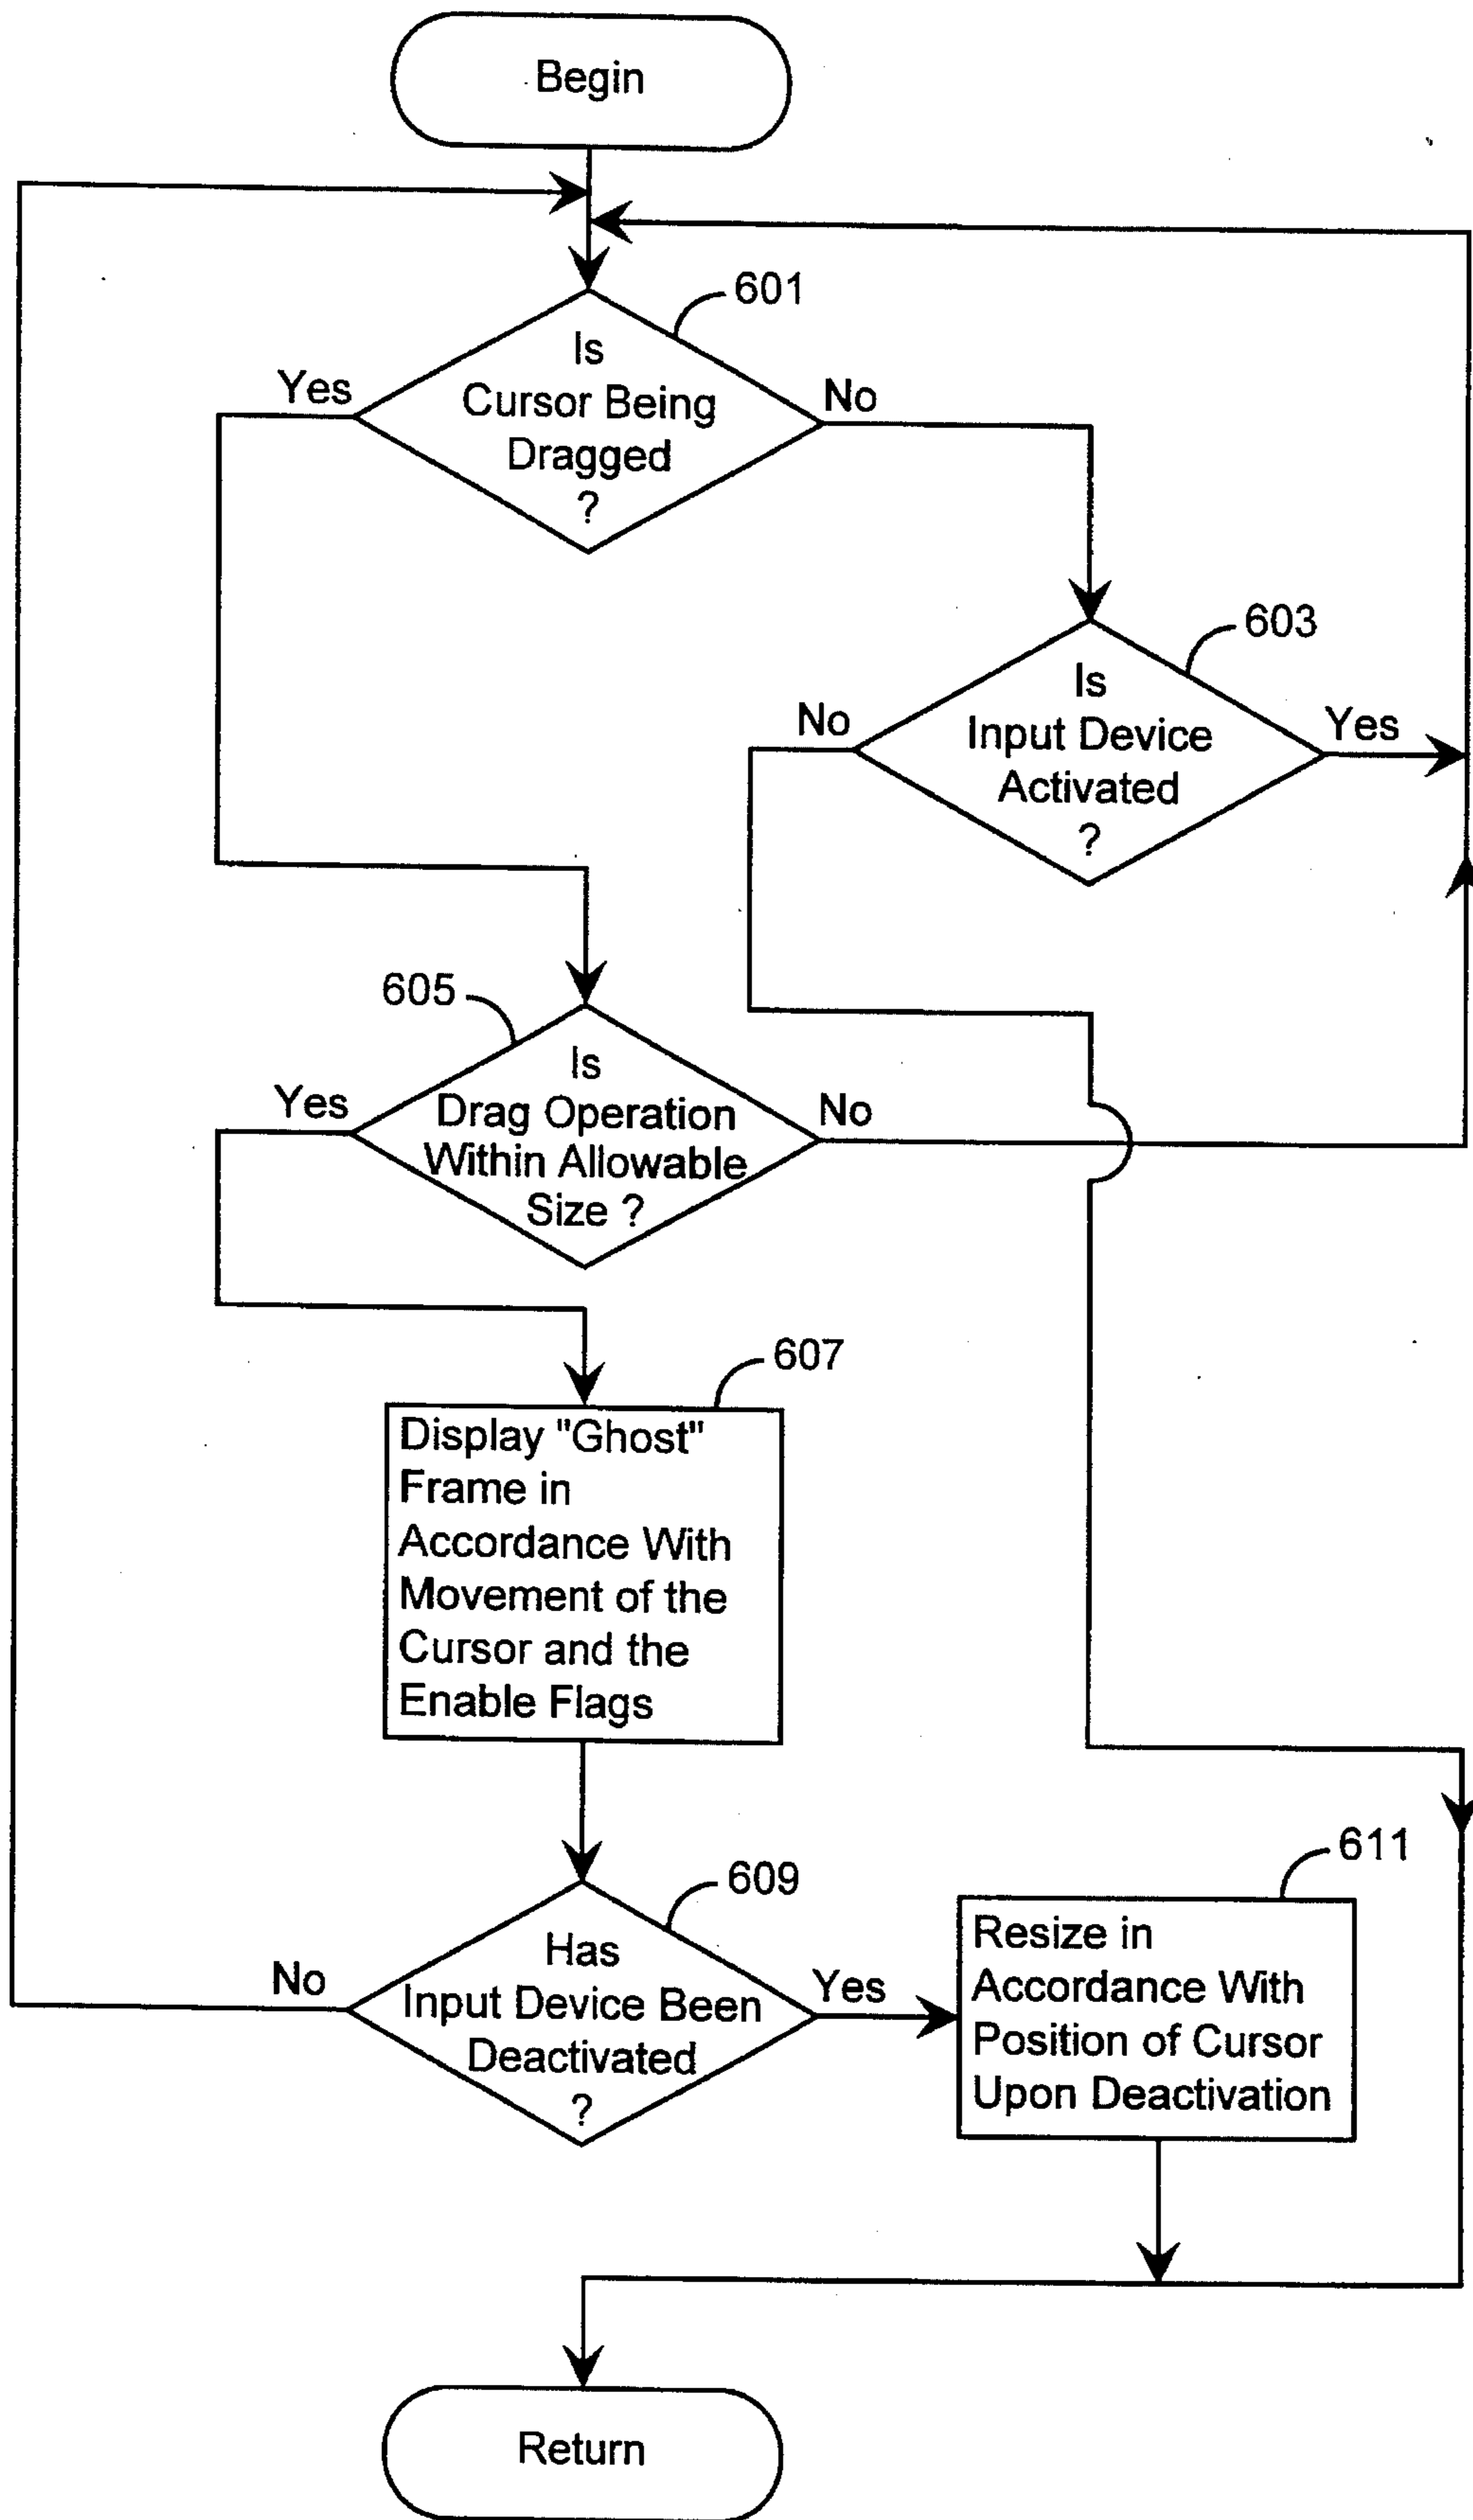 Begin
601
Is
Cursor Being
Dragged
?
Yes
No
603
Is
Input Device
Activated
?
No
Yes
605
Is
Drag Operation
Within Allowable
Size ?
Yes
No
607
Display "Ghost"
Frame in
Accordance With
Movement of the
Cursor and the
Enable Flags
609
Has
Input Device Been
Deactivated
?
No
Yes
611
Resize in
Accordance With
Position of Cursor
Upon Deactivation
Return